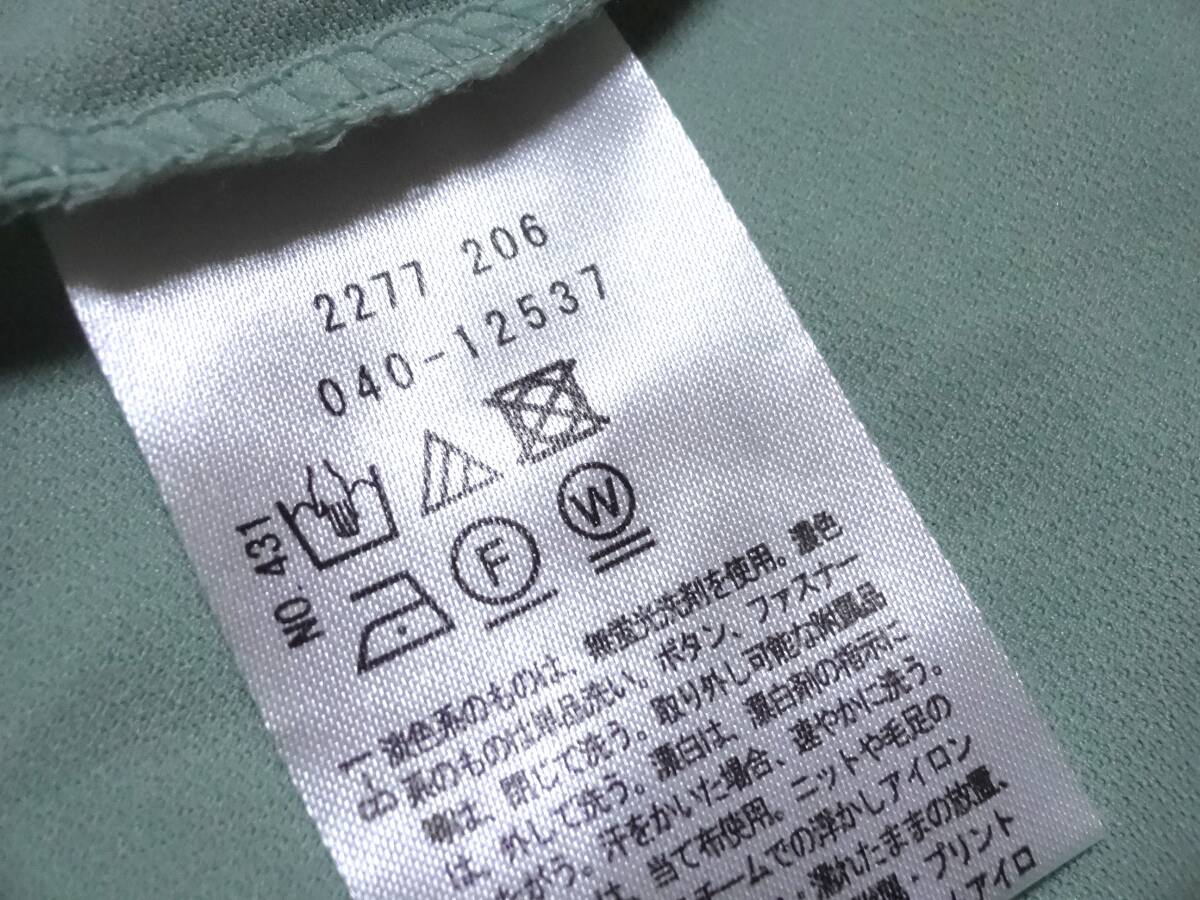 2277 206
040-12537
NO. 431
F
W
淡色系のものは、無蛍光洗剤を使用。濃色
系のものは単品洗い。ボタン、ファスナー
は、閉じて洗う。取り外し可能な付属品
は、外して洗う。漂白は、漂白剤の指示に
たがう。汗をかいた場合、速やかに洗う。
は、当て布使用。ニットや毛足の
チームでの浮かしアイロン
濡れたままの放置、
・プリント
アイロ